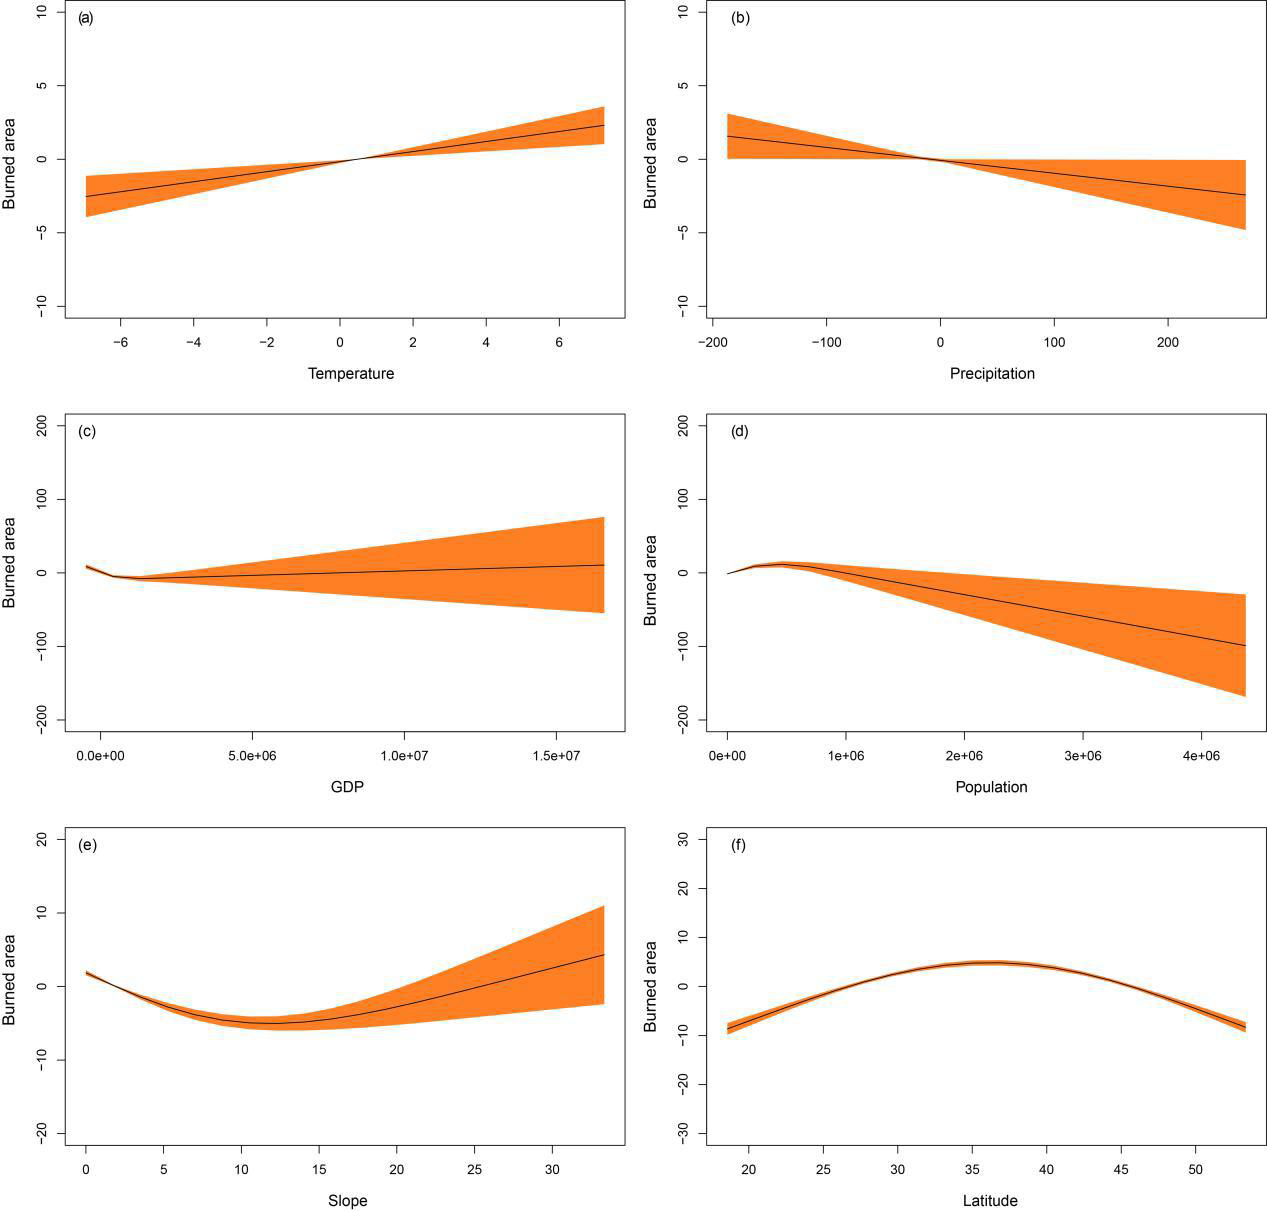 (a)
Burned area
10
5
0
−5
−10
−6 −4 −2 0 2 4 6
Temperature
(b)
Burned area
10
5
0
−5
−10
−200 −100 0 100 200
Precipitation
(c)
Burned area
200
100
0
−100
−200
0.0e+00 5.0e+06 1.0e+07 1.5e+07
GDP
(d)
Burned area
200
100
0
−100
−200
0e+00 1e+06 2e+06 3e+06 4e+06
Population
(e)
Burned area
20
10
0
−10
−20
0 5 10 15 20 25 30
Slope
(f)
Burned area
30
20
10
0
−10
−20
−30
20 25 30 35 40 45 50
Latitude